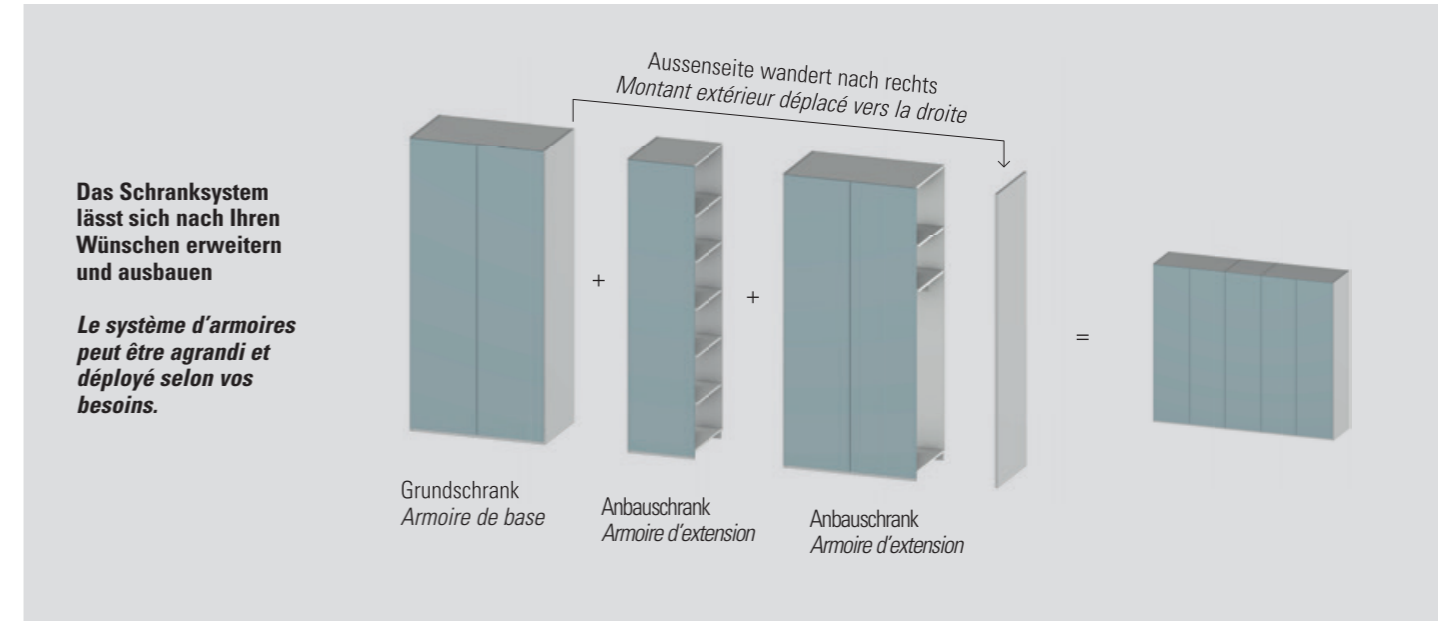 Aussenseite wandert nach rechts
Montant extérieur déplacé vers la droite
Das Schranksystem
lässt sich nach Ihren
Wünschen erweitern
und ausbauen
Le système d’armoires
peut être agrandi et
déployé selon vos
besoins.
+
+
=
Grundschrank
Armoire de base
Anbauschrank
Armoire d’extension
Anbauschrank
Armoire d’extension